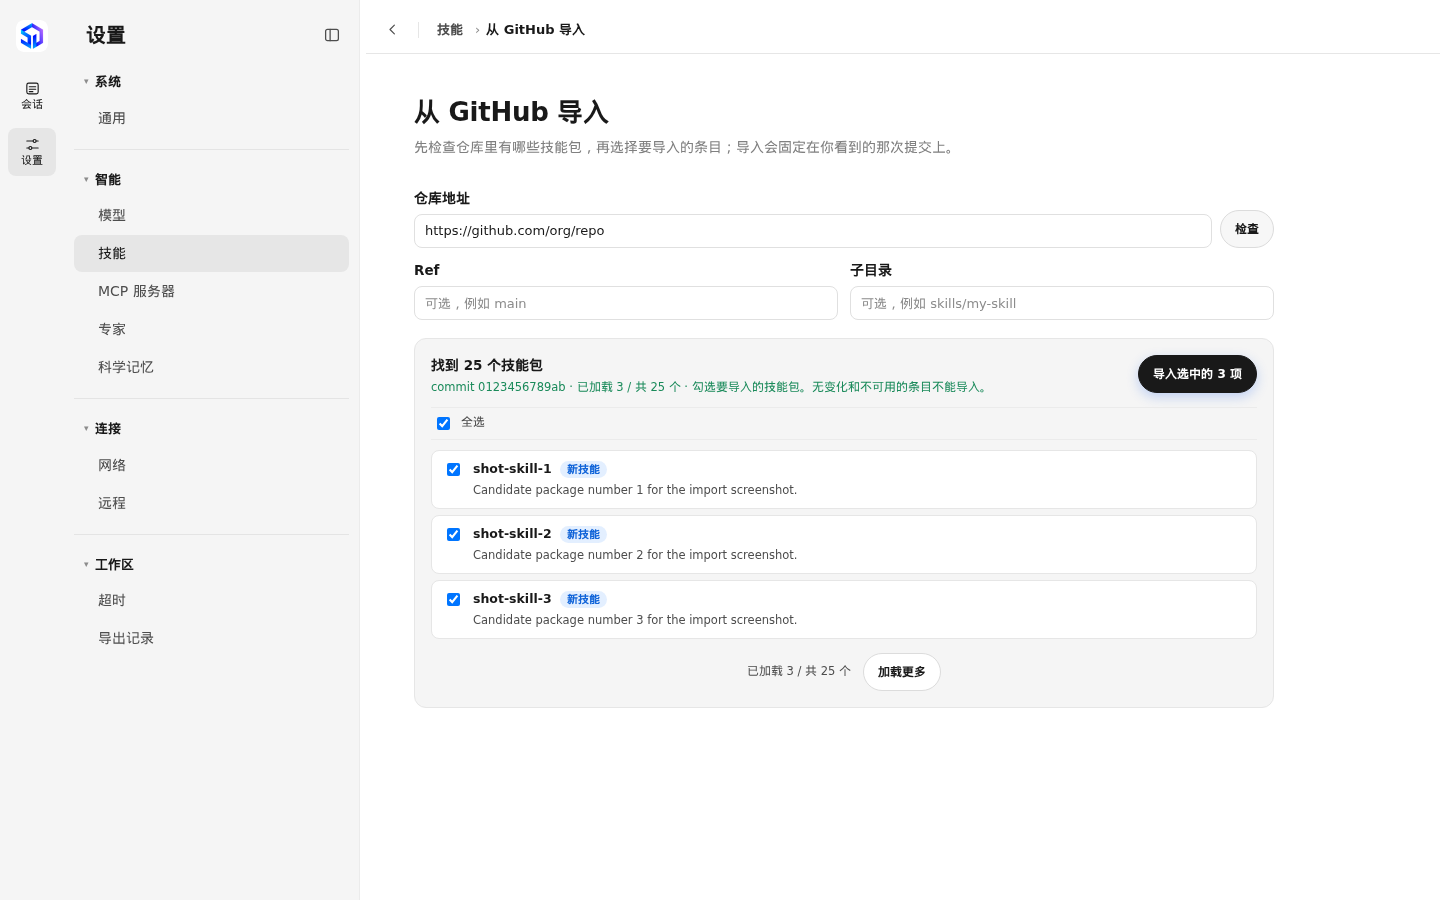 设置
会话
设置
系统
通用
智能
模型
技能
MCP 服务器
专家
科学记忆
连接
网络
远程
工作区
超时
导出记录
技能 › 从 GitHub 导入
从 GitHub 导入
先检查仓库里有哪些技能包，再选择要导入的条目；导入会固定在你看到的那次提交上。
仓库地址
https://github.com/org/repo
检查
Ref
子目录
可选，例如 main
可选，例如 skills/my-skill
找到 25 个技能包
commit 0123456789ab · 已加载 3 / 共 25 个 · 勾选要导入的技能包。无变化和不可用的条目不能导入。
导入选中的 3 项
全选
shot-skill-1 新技能
Candidate package number 1 for the import screenshot.
shot-skill-2 新技能
Candidate package number 2 for the import screenshot.
shot-skill-3 新技能
Candidate package number 3 for the import screenshot.
已加载 3 / 共 25 个 加载更多